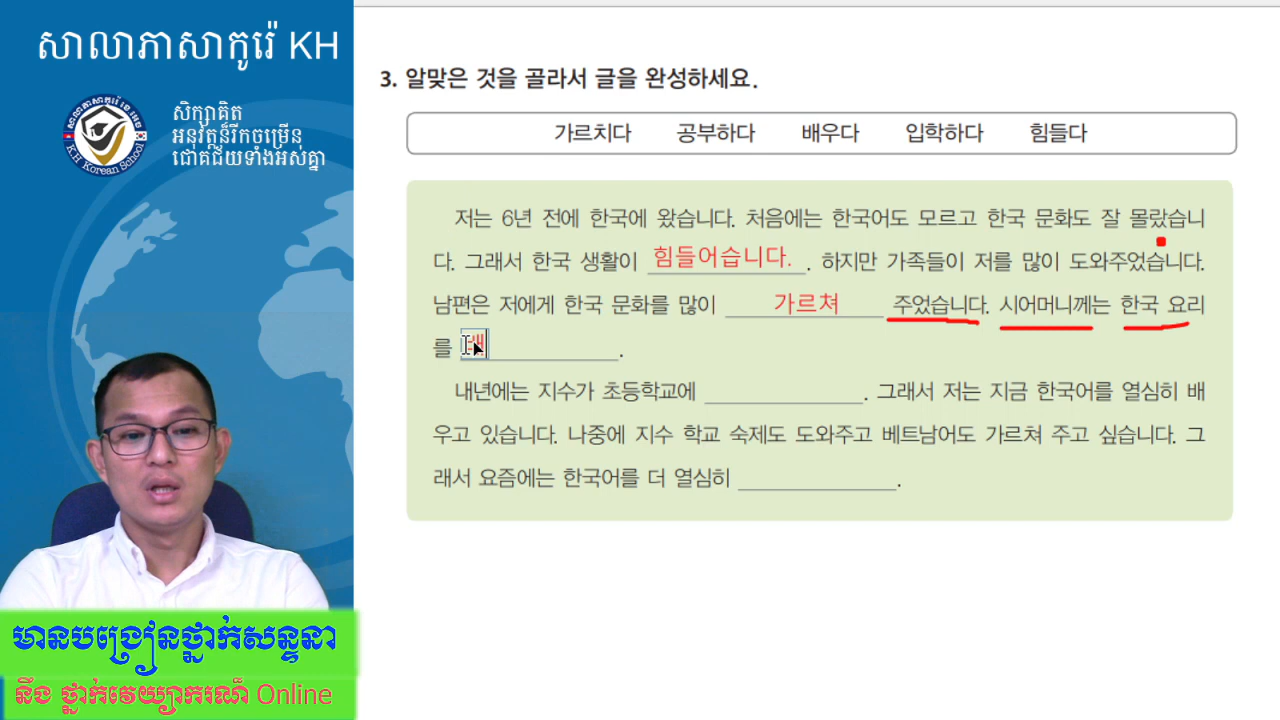 សាលាភាសាកូរ៉េ KH
សាលាភាសាកូរ៉េ ខេ អេច
K.H Korean School
សិក្សាគិត
អនុវត្តន៍រីកចម្រើន
ជោគជ័យទាំងអស់គ្នា
3. 알맞은 것을 골라서 글을 완성하세요.
가르치다 공부하다 배우다 입학하다 힘들다
저는 6년 전에 한국에 왔습니다. 처음에는 한국어도 모르고 한국 문화도 잘 몰랐습니
다. 그래서 한국 생활이 힘들어습니다. . 하지만 가족들이 저를 많이 도와주었습니다.
남편은 저에게 한국 문화를 많이 가르쳐 주었습니다. 시어머니께는 한국 요리
를 배 .
내년에는 지수가 초등학교에 . 그래서 저는 지금 한국어를 열심히 배
우고 있습니다. 나중에 지수 학교 숙제도 도와주고 베트남어도 가르쳐 주고 싶습니다. 그
래서 요즘에는 한국어를 더 열심히 .
មានបង្រៀនថ្នាក់សន្ទនា
នឹង ថ្នាក់វេយ្យាករណ៏ Online